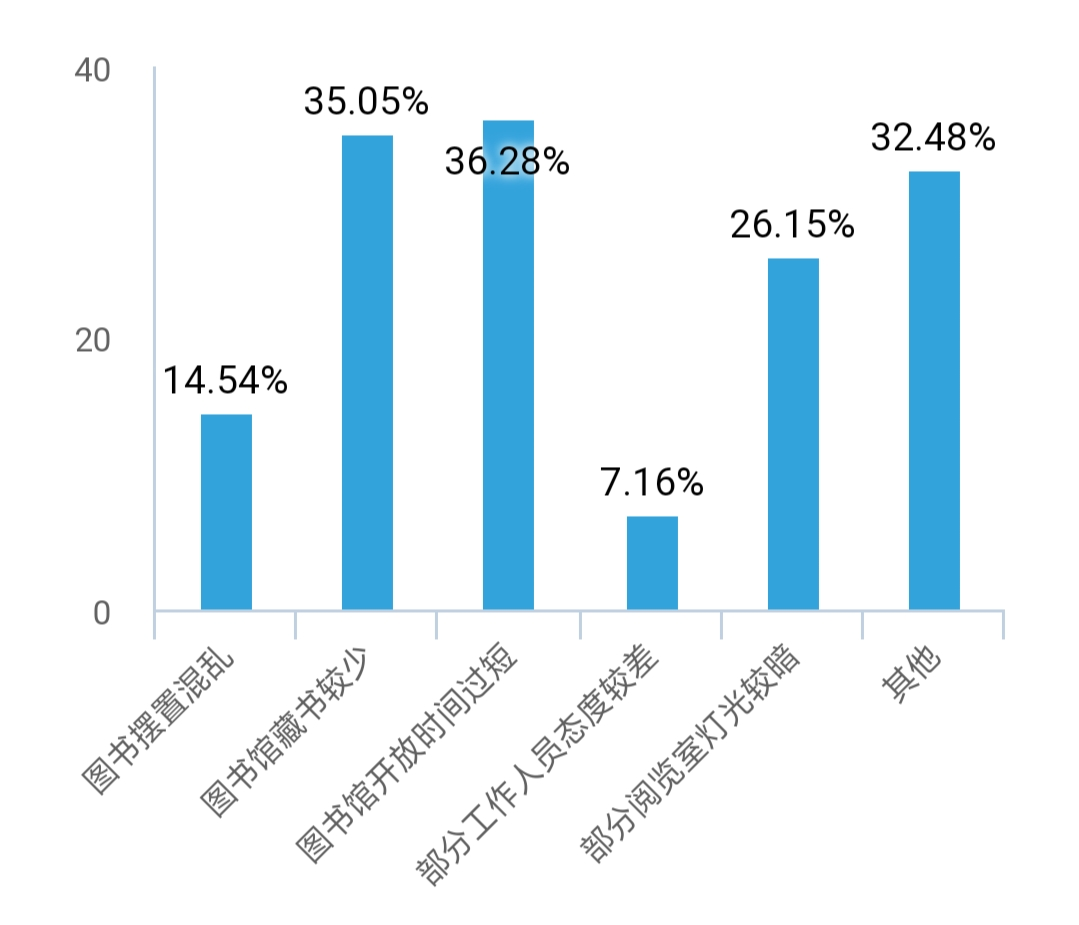 40
20
0
14.54%
35.05%
36.28%
7.16%
26.15%
32.48%
图书摆置混乱
图书馆藏书较少
图书馆开放时间过短
部分工作人员态度较差
部分阅览室灯光较暗
其他